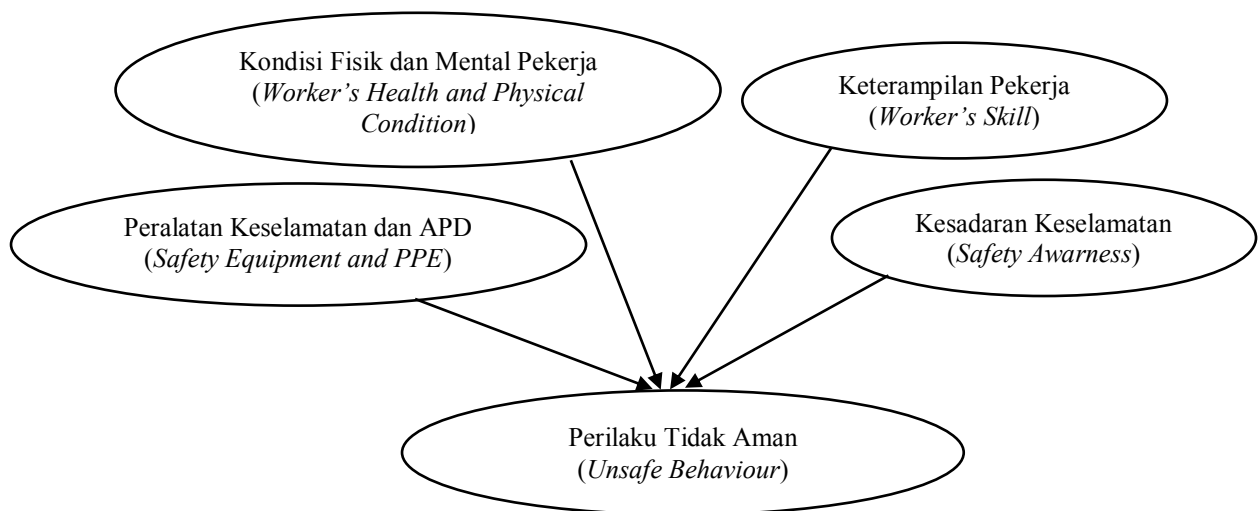 Kondisi Fisik dan Mental Pekerja
(Worker's Health and Physical
Condition)
Keterampilan Pekerja
(Worker's Skill)
Peralatan Keselamatan dan APD
(Safety Equipment and PPE)
Kesadaran Keselamatan
(Safety Awarness)
Perilaku Tidak Aman
(Unsafe Behaviour)